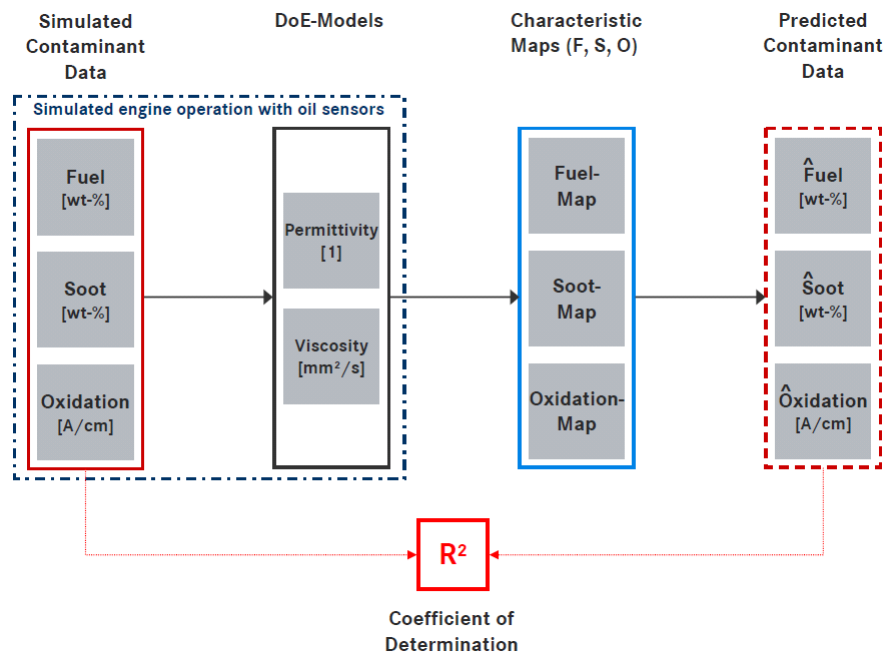 Simulated
Contaminant
Data
DoE-Models
Characteristic
Maps (F, S, O)
Predicted
Contaminant
Data
Simulated engine operation with oil sensors
Fuel
[wt-%]
Soot
[wt-%]
Oxidation
[A/cm]
Permittivity
[1]
Viscosity
[mm²/s]
Fuel-
Map
Soot-
Map
Oxidation-
Map
F̂uel
[wt-%]
Ŝoot
[wt-%]
Ôxidation
[A/cm]
R²
Coefficient of
Determination